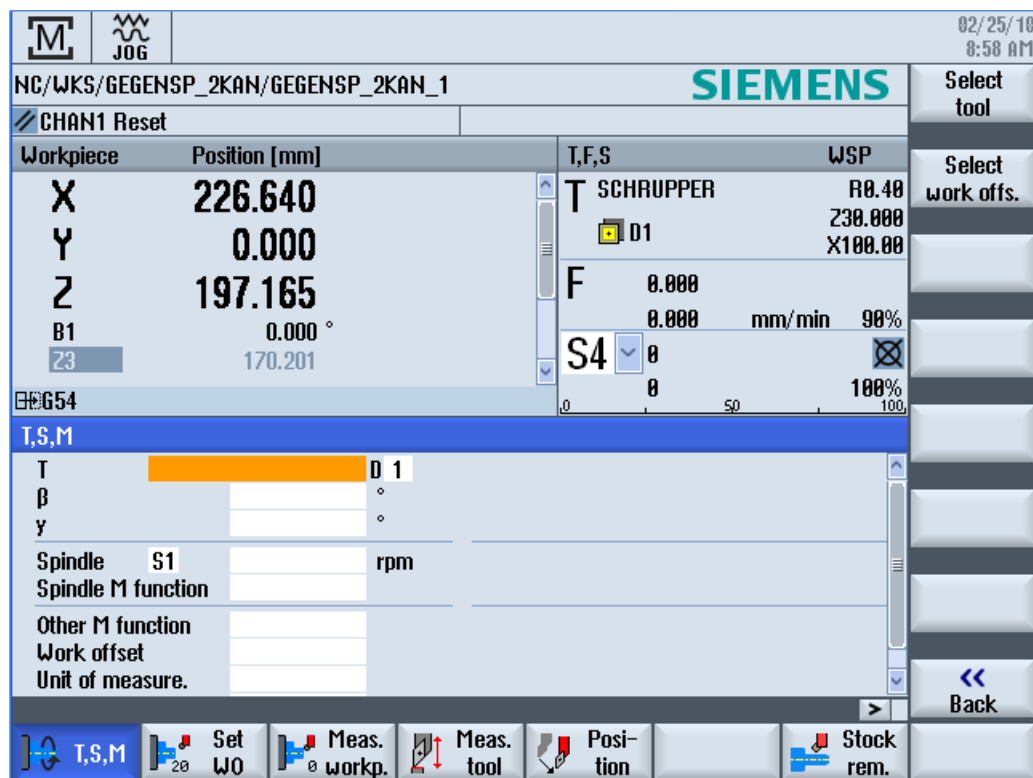 M
JOG
02/25/10
8:58 AM
NC/WKS/GEGENSP_2KAN/GEGENSP_2KAN_1
SIEMENS
CHAN1 Reset
Select tool
Workpiece Position [mm]
X 226.640
Y 0.000
Z 197.165
B1 0.000 °
Z3 170.201
G54
T,F,S WSP
T SCHRUPPER R0.40
D1 Z30.000
X100.00
F 0.000
0.000 mm/min 90%
S4 0
0 100%
0 50 100
Select work offs.
T,S,M
T D 1
β °
γ °
Spindle S1 rpm
Spindle M function
Other M function
Work offset
Unit of measure.
<<
Back
>
T,S,M
20 Set WO
0 Meas. workp.
Meas. tool
Posi-
tion
Stock rem.